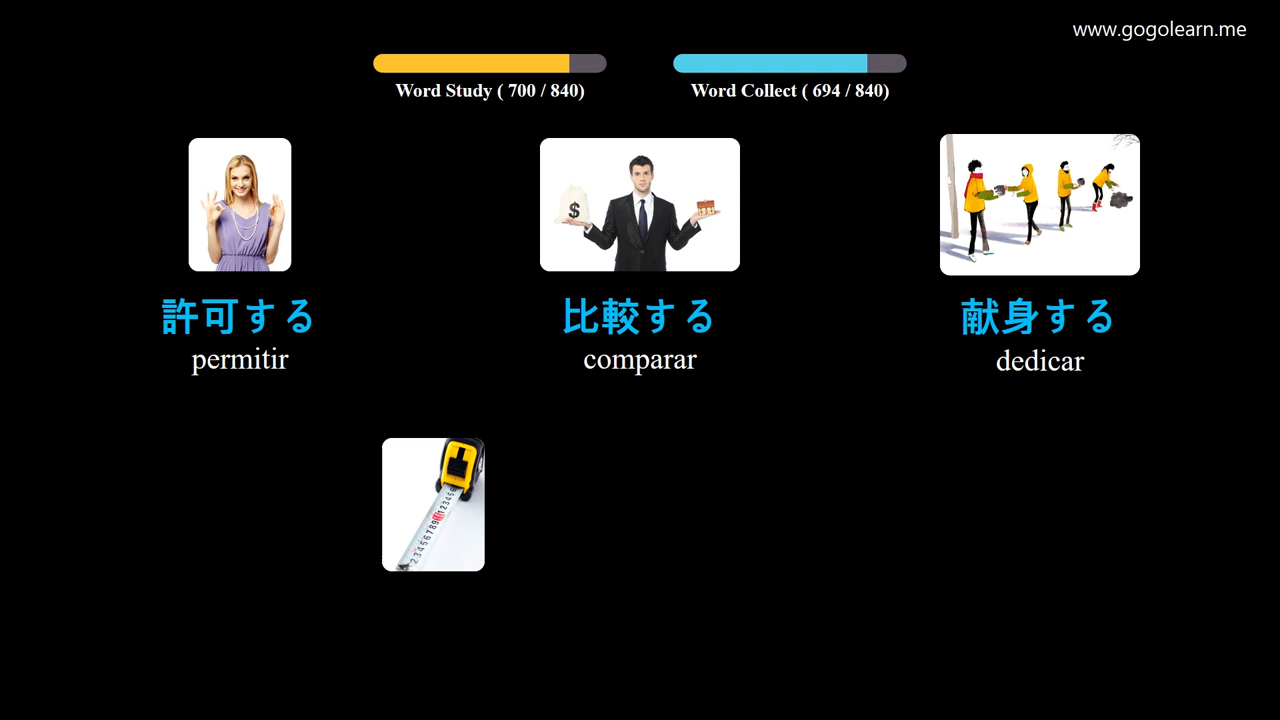 www.gogolearn.me
Word Study ( 700 / 840)
Word Collect ( 694 / 840)
許可する
permitir
比較する
comparar
献身する
dedicar
$